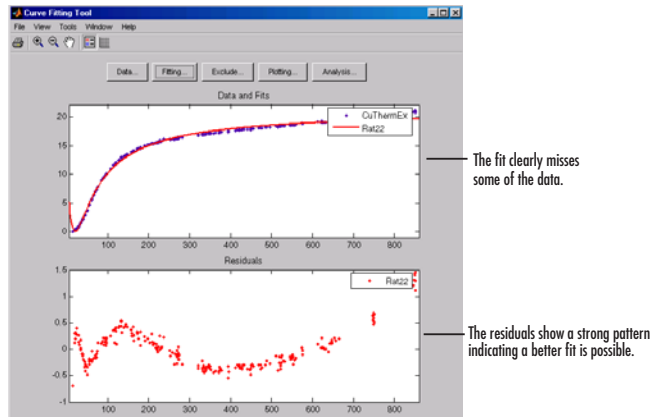 Curve Fitting Tool
File View Tools Window Help
Data... Fitting... Exclude... Plotting... Analysis...
Data and Fits
20
15
10
5
0
CuThermEx
Rat22
100 200 300 400 500 600 700 800
The fit clearly misses
some of the data.
Residuals
1.5
1
0.5
0
-0.5
-1
Rat22
100 200 300 400 500 600 700 800
The residuals show a strong pattern
indicating a better fit is possible.